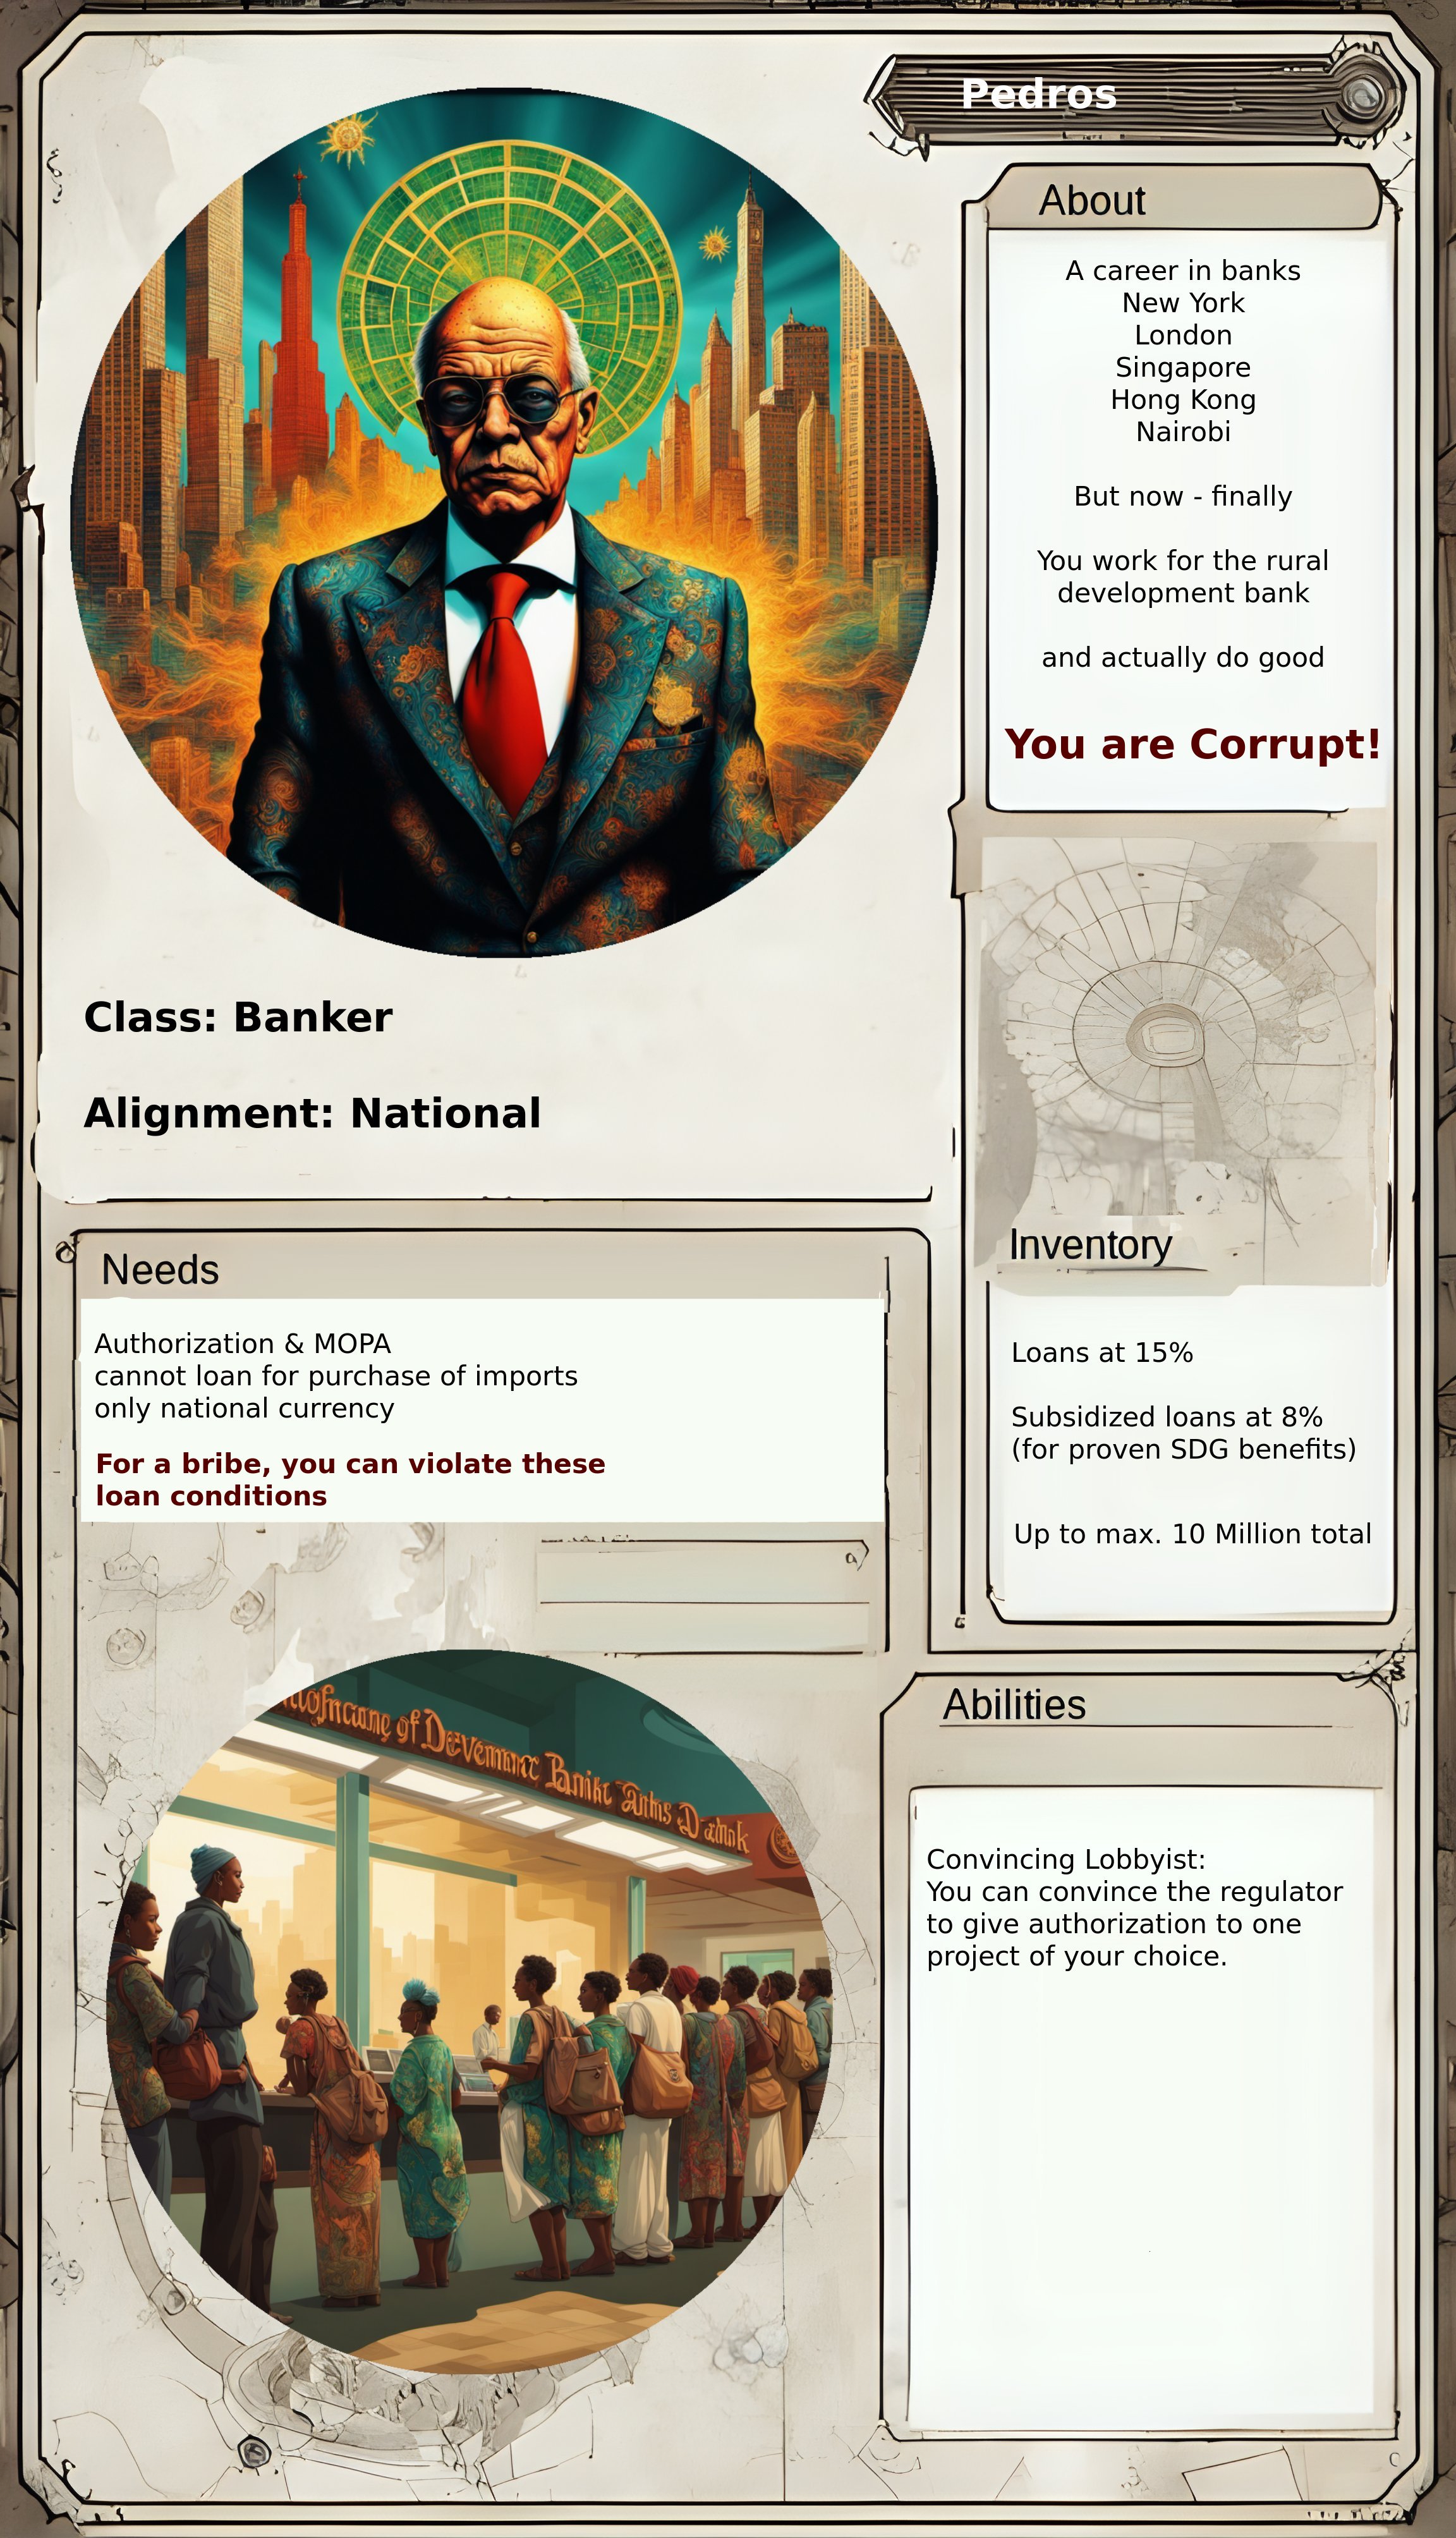 Pedros
About
A career in banks
New York
London
Singapore
Hong Kong
Nairobi
But now - finally
You work for the rural
development bank
and actually do good
You are Corrupt!
Class: Banker
Alignment: National
Needs
Authorization & MOPA
cannot loan for purchase of imports
only national currency
For a bribe, you can violate these
loan conditions
Inventory
Loans at 15%
Subsidized loans at 8%
(for proven SDG benefits)
Up to max. 10 Million total
Abilities
Convincing Lobbyist:
You can convince the regulator
to give authorization to one
project of your choice.